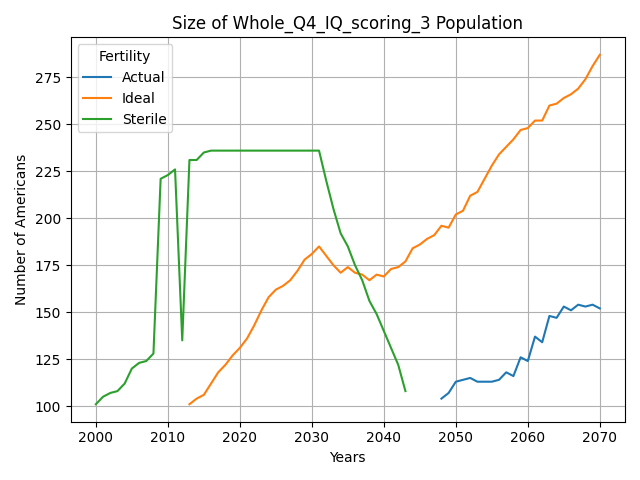 Size of Whole_Q4_IQ_scoring_3 Population
Fertility
Actual
Ideal
Sterile
Number of Americans
275
250
225
200
175
150
125
100
2000 2010 2020 2030 2040 2050 2060 2070
Years